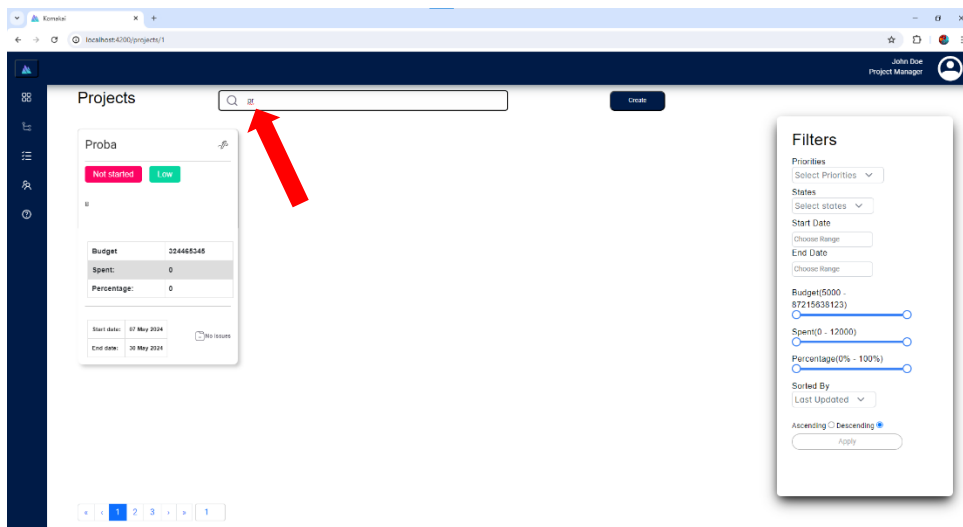 Komakai
localhost:4200/projects/1
John Doe
Project Manager
Projects
pr
Create
Proba
Not started
Low
Budget 324465345
Spent: 0
Percentage: 0
Start date: 07 May 2024
End date: 30 May 2024
No issues
Filters
Priorities
Select Priorities
States
Select states
Start Date
Choose Range
End Date
Choose Range
Budget(5000 -
87215638123)
Spent(0 - 12000)
Percentage(0% - 100%)
Sorted By
Last Updated
Ascending Descending
Apply
« ‹ 1 2 3 › » 1